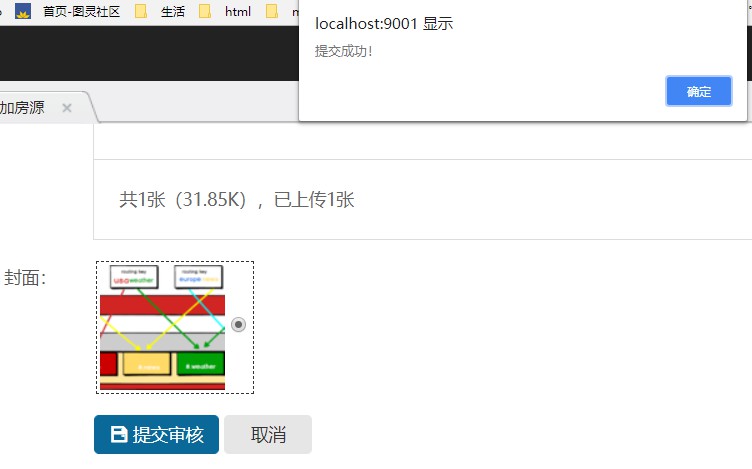 首页-图灵社区
生活
html
localhost:9001 显示
提交成功！
确定
加房源
共1张（31.85K），已上传1张
封面：
routing key
usa weather
routing key
europe
# weather
提交审核
取消